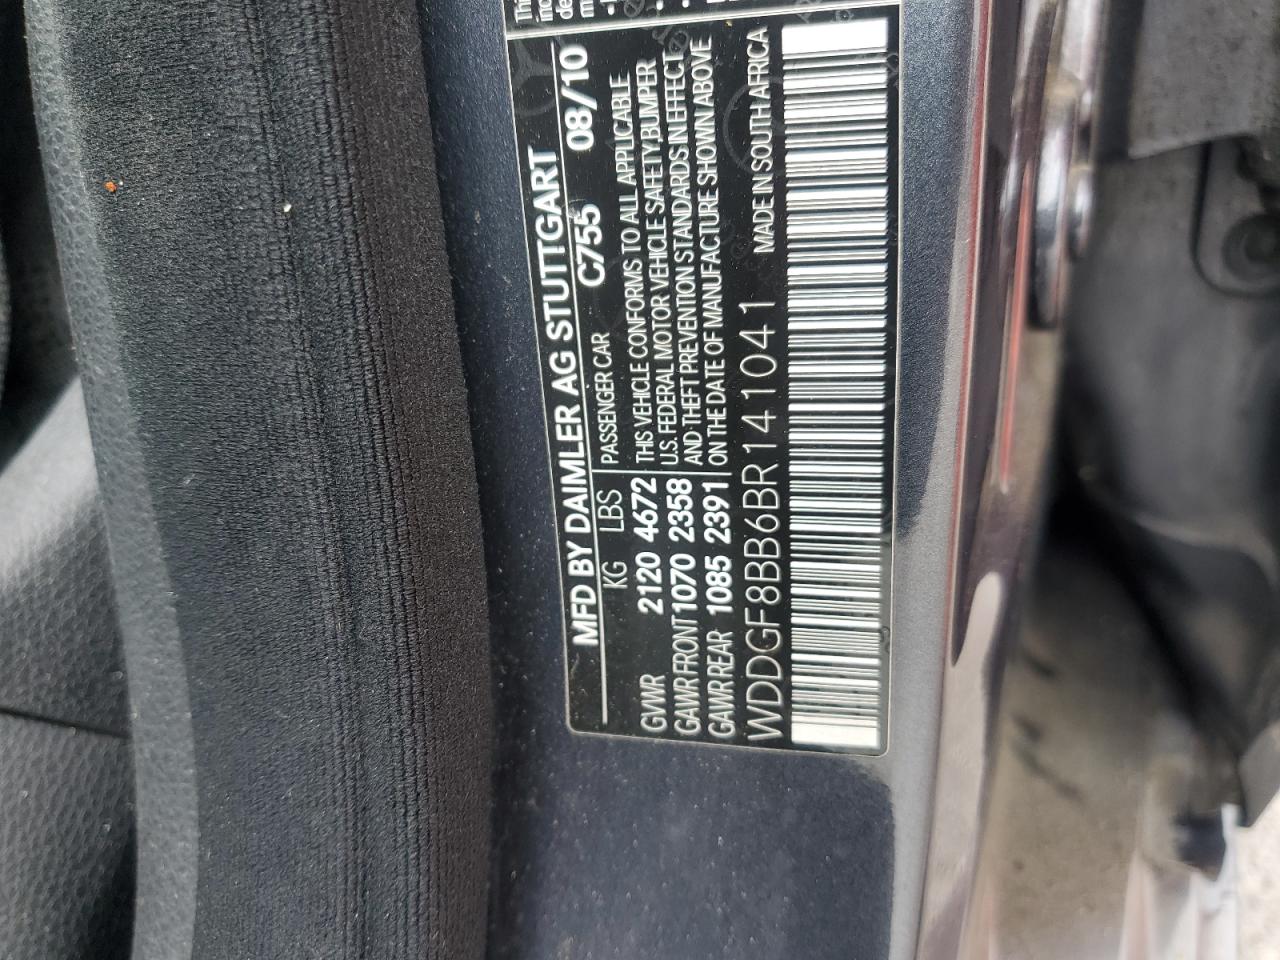 MFD BY DAIMLER AG STUTTGART
KG LBS PASSENGER CAR C755 08/10
GVWR 2120 4672 THIS VEHICLE CONFORMS TO ALL APPLICABLE
GAWR FRONT 1070 2358 U.S. FEDERAL MOTOR VEHICLE SAFETY,BUMPER
GAWR REAR 1085 2391 AND THEFT PREVENTION STANDARDS IN EFFECT
ON THE DATE OF MANUFACTURE SHOWN ABOVE
WDDGF8BB6BR141041 MADE IN SOUTH AFRICA